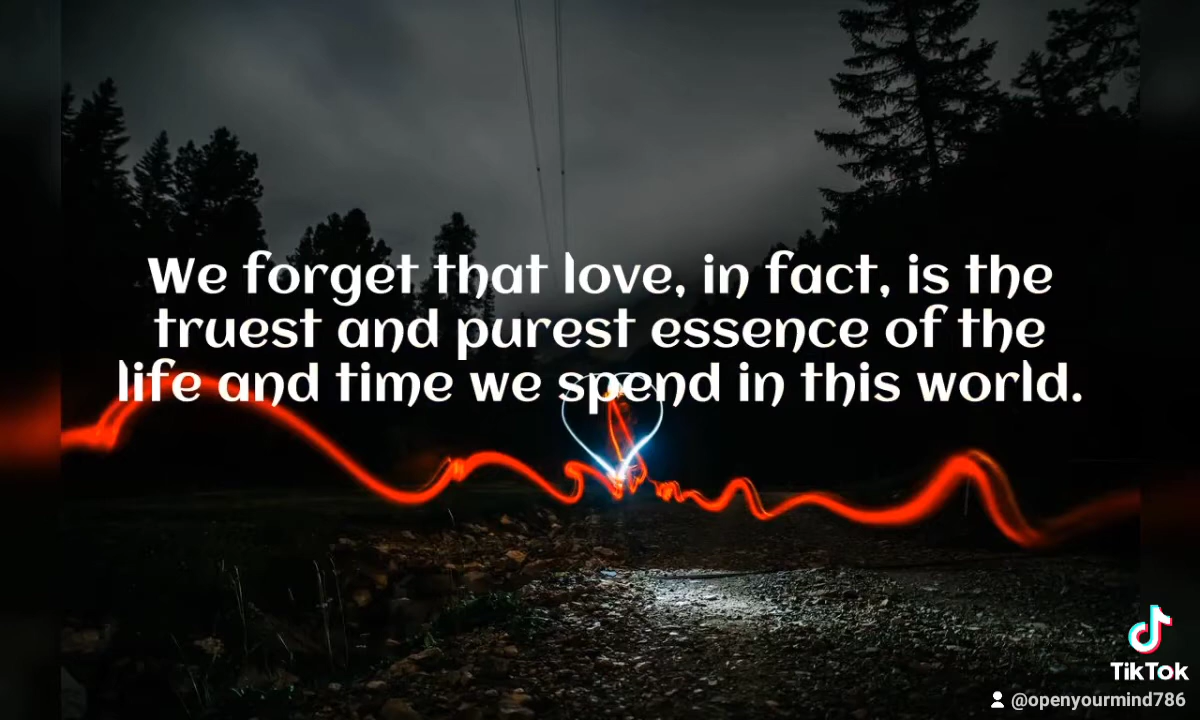 We forget that love, in fact, is the
truest and purest essence of the
life and time we spend in this world.
TikTok
@openyourmind786